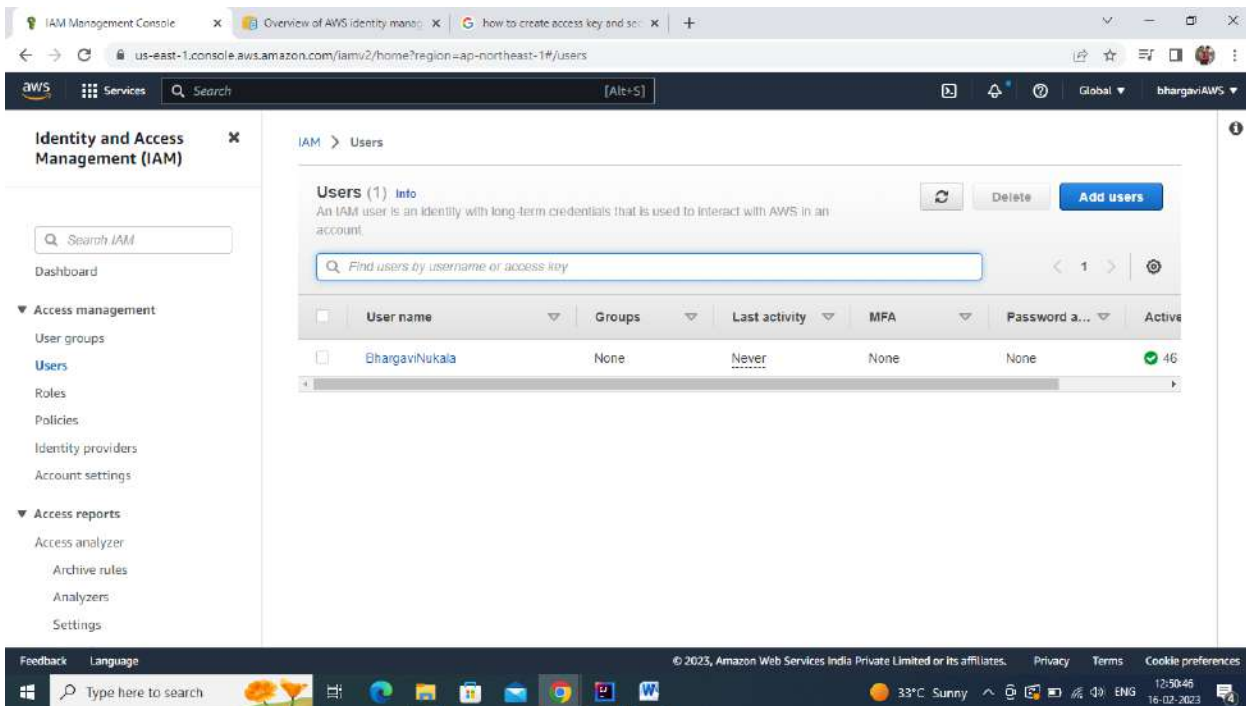 IAM Management Console
Overview of AWS identity manag
how to create access key and sec
us-east-1.console.aws.amazon.com/iamv2/home?region=ap-northeast-1#/users
aws Services Search [Alt+S] Global bhargaviAWS
Identity and Access Management (IAM)
Search IAM
Dashboard
Access management
User groups
Users
Roles
Policies
Identity providers
Account settings
Access reports
Access analyzer
Archive rules
Analyzers
Settings
IAM > Users
Users (1) Info
An IAM user is an identity with long-term credentials that is used to interact with AWS in an
account.
Delete Add users
Find users by username or access key
1
User name Groups Last activity MFA Password a... Active
BhargaviNukala None Never None None 46
Feedback Language © 2023, Amazon Web Services India Private Limited or its affiliates. Privacy Terms Cookie preferences
Type here to search 33°C Sunny ENG 12:50:46
16-02-2023